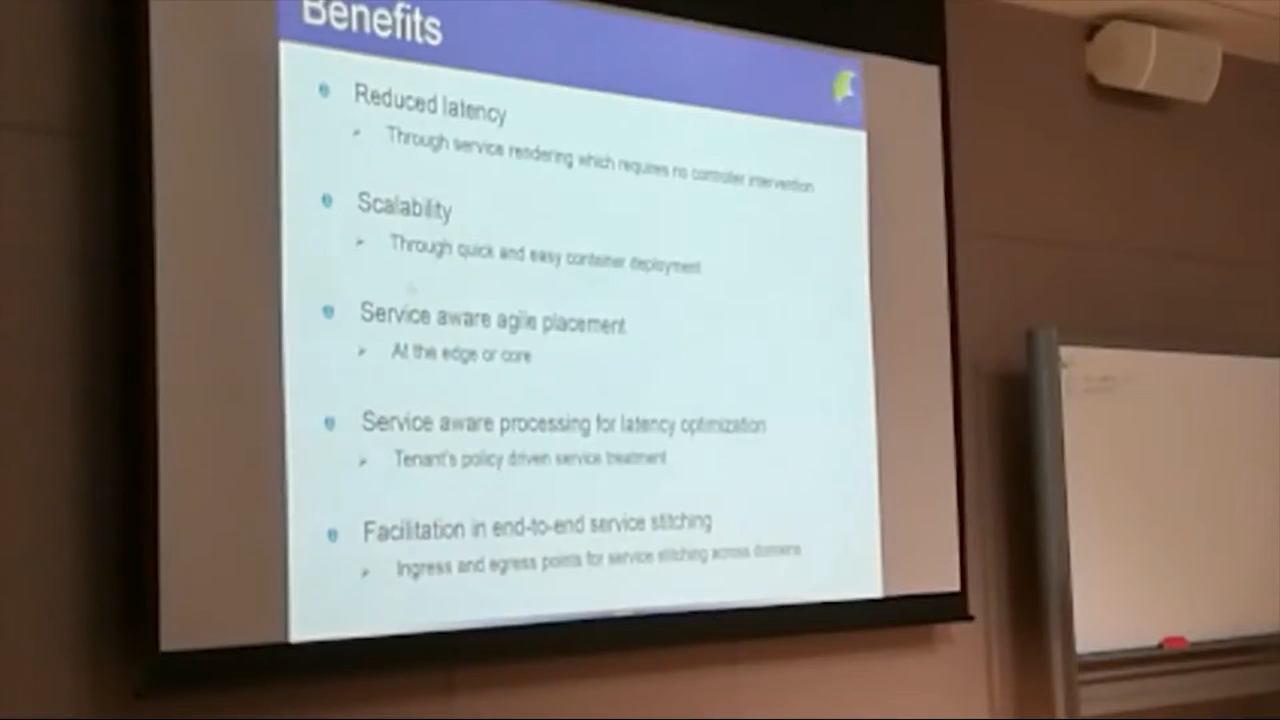 Benefits
Reduced latency
Through service rendering which requires no controller intervention
Scalability
Through quick and easy container deployment
Service aware agile placement
At the edge or core
Service aware processing for latency optimization
Tenant's policy driven service treatment
Facilitation in end-to-end service stitching
Ingress and egress points for service stitching across domains